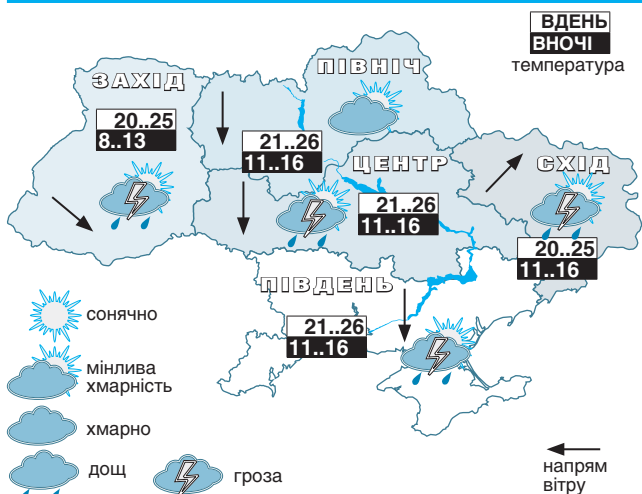 ВДЕНЬ
ВНОЧІ
температура
ЗАХІД
20..25
8..13
ПІВНІЧ
21..26
11..16
ЦЕНТР
21..26
11..16
СХІД
20..25
11..16
ПІВДЕНЬ
21..26
11..16
сонячно
мінлива
хмарність
хмарно
дощ
гроза
напрям
вітру